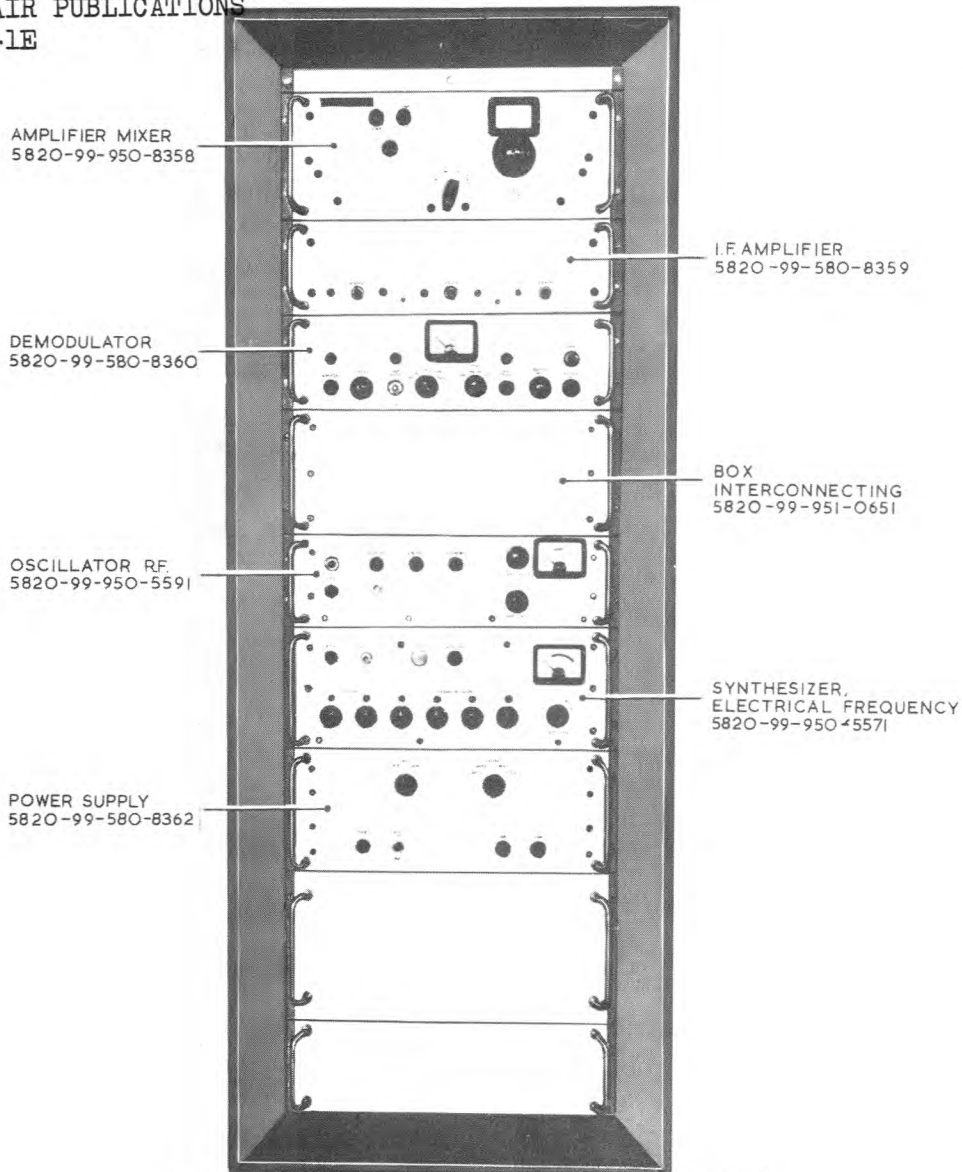 AIR PUBLICATIONS
-1E
AMPLIFIER MIXER
5820-99-950-8358
I.F. AMPLIFIER
5820-99-580-8359
DEMODULATOR
5820-99-580-8360
BOX
INTERCONNECTING
5820-99-951-0651
OSCILLATOR R.F.
5820-99-950-5591
SYNTHESIZER,
ELECTRICAL FREQUENCY
5820-99-950-5571
POWER SUPPLY
5820-99-580-8362